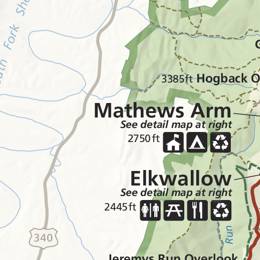 Fork
3385ft Hogback O
Mathews Arm
See detail map at right
2750ft
Elkwallow
See detail map at right
2445ft
340
Run
Jeremys Run Overlook